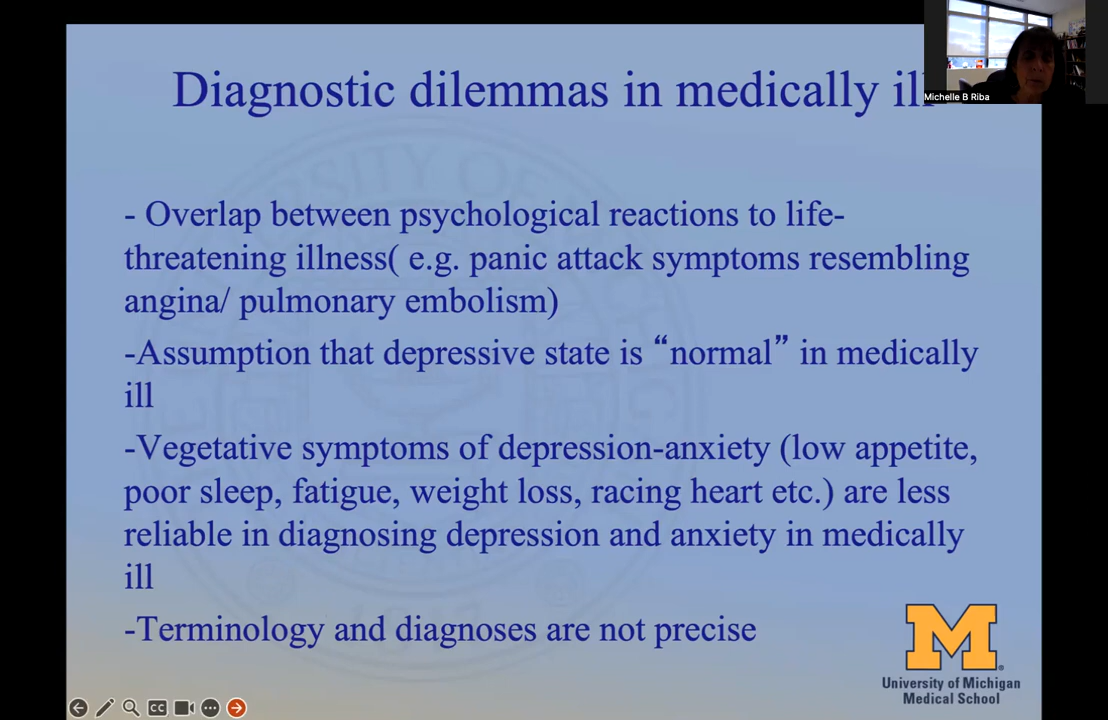 Diagnostic dilemmas in medically ill
Michelle B Riba
- Overlap between psychological reactions to life-
threatening illness( e.g. panic attack symptoms resembling
angina/ pulmonary embolism)
-Assumption that depressive state is “normal” in medically
ill
-Vegetative symptoms of depression-anxiety (low appetite,
poor sleep, fatigue, weight loss, racing heart etc.) are less
reliable in diagnosing depression and anxiety in medically
ill
-Terminology and diagnoses are not precise
M
University of Michigan
Medical School
CC